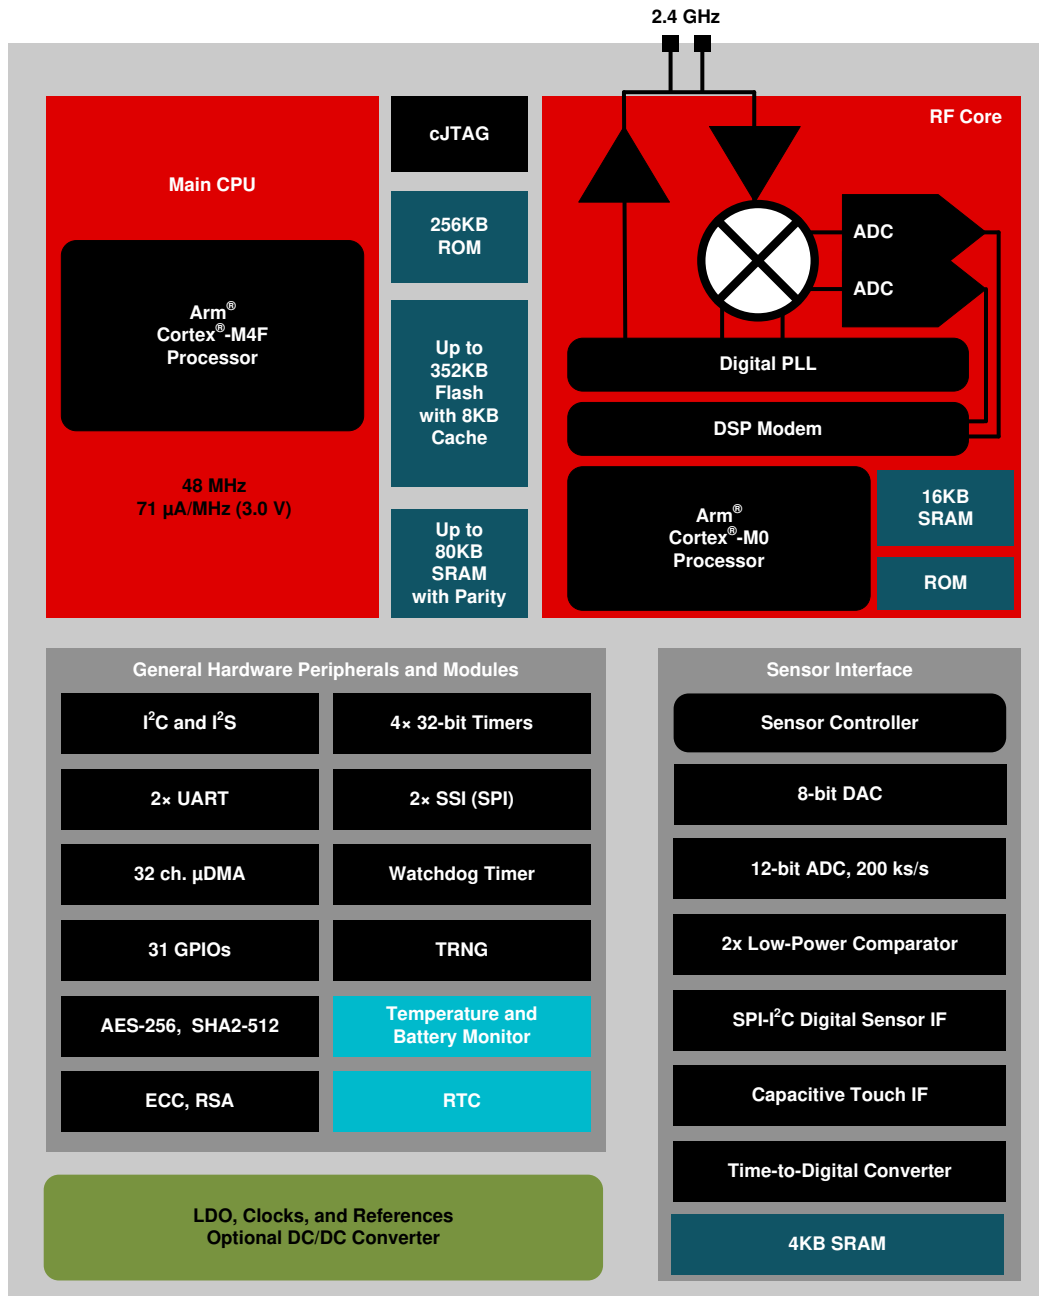 2.4 GHz
Main CPU
Arm®
Cortex®-M4F
Processor
48 MHz
71 µA/MHz (3.0 V)
cJTAG
256KB
ROM
Up to
352KB
Flash
with 8KB
Cache
Up to
80KB
SRAM
with Parity
RF Core
ADC
ADC
Digital PLL
DSP Modem
Arm®
Cortex®-M0
Processor
16KB
SRAM
ROM
General Hardware Peripherals and Modules
I²C and I²S
4× 32-bit Timers
2× UART
2× SSI (SPI)
32 ch. µDMA
Watchdog Timer
31 GPIOs
TRNG
AES-256, SHA2-512
Temperature and
Battery Monitor
ECC, RSA
RTC
LDO, Clocks, and References
Optional DC/DC Converter
Sensor Interface
Sensor Controller
8-bit DAC
12-bit ADC, 200 ks/s
2x Low-Power Comparator
SPI-I²C Digital Sensor IF
Capacitive Touch IF
Time-to-Digital Converter
4KB SRAM